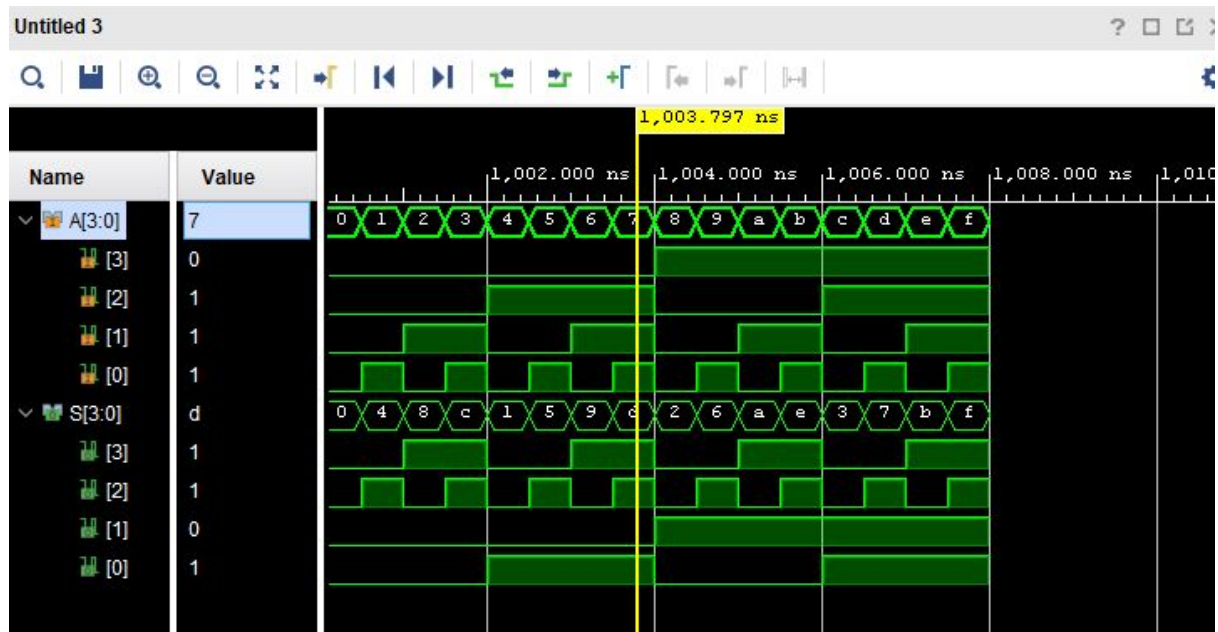 Untitled 3
?
1,003.797 ns
Name Value
1,002.000 ns 1,004.000 ns 1,006.000 ns 1,008.000 ns 1,010
A[3:0] 7 0 1 2 3 4 5 6 7 8 9 a b c d e f
[3] 0
[2] 1
[1] 1
[0] 1
S[3:0] d 0 4 8 c 1 5 9 d 2 6 a e 3 7 b f
[3] 1
[2] 1
[1] 0
[0] 1